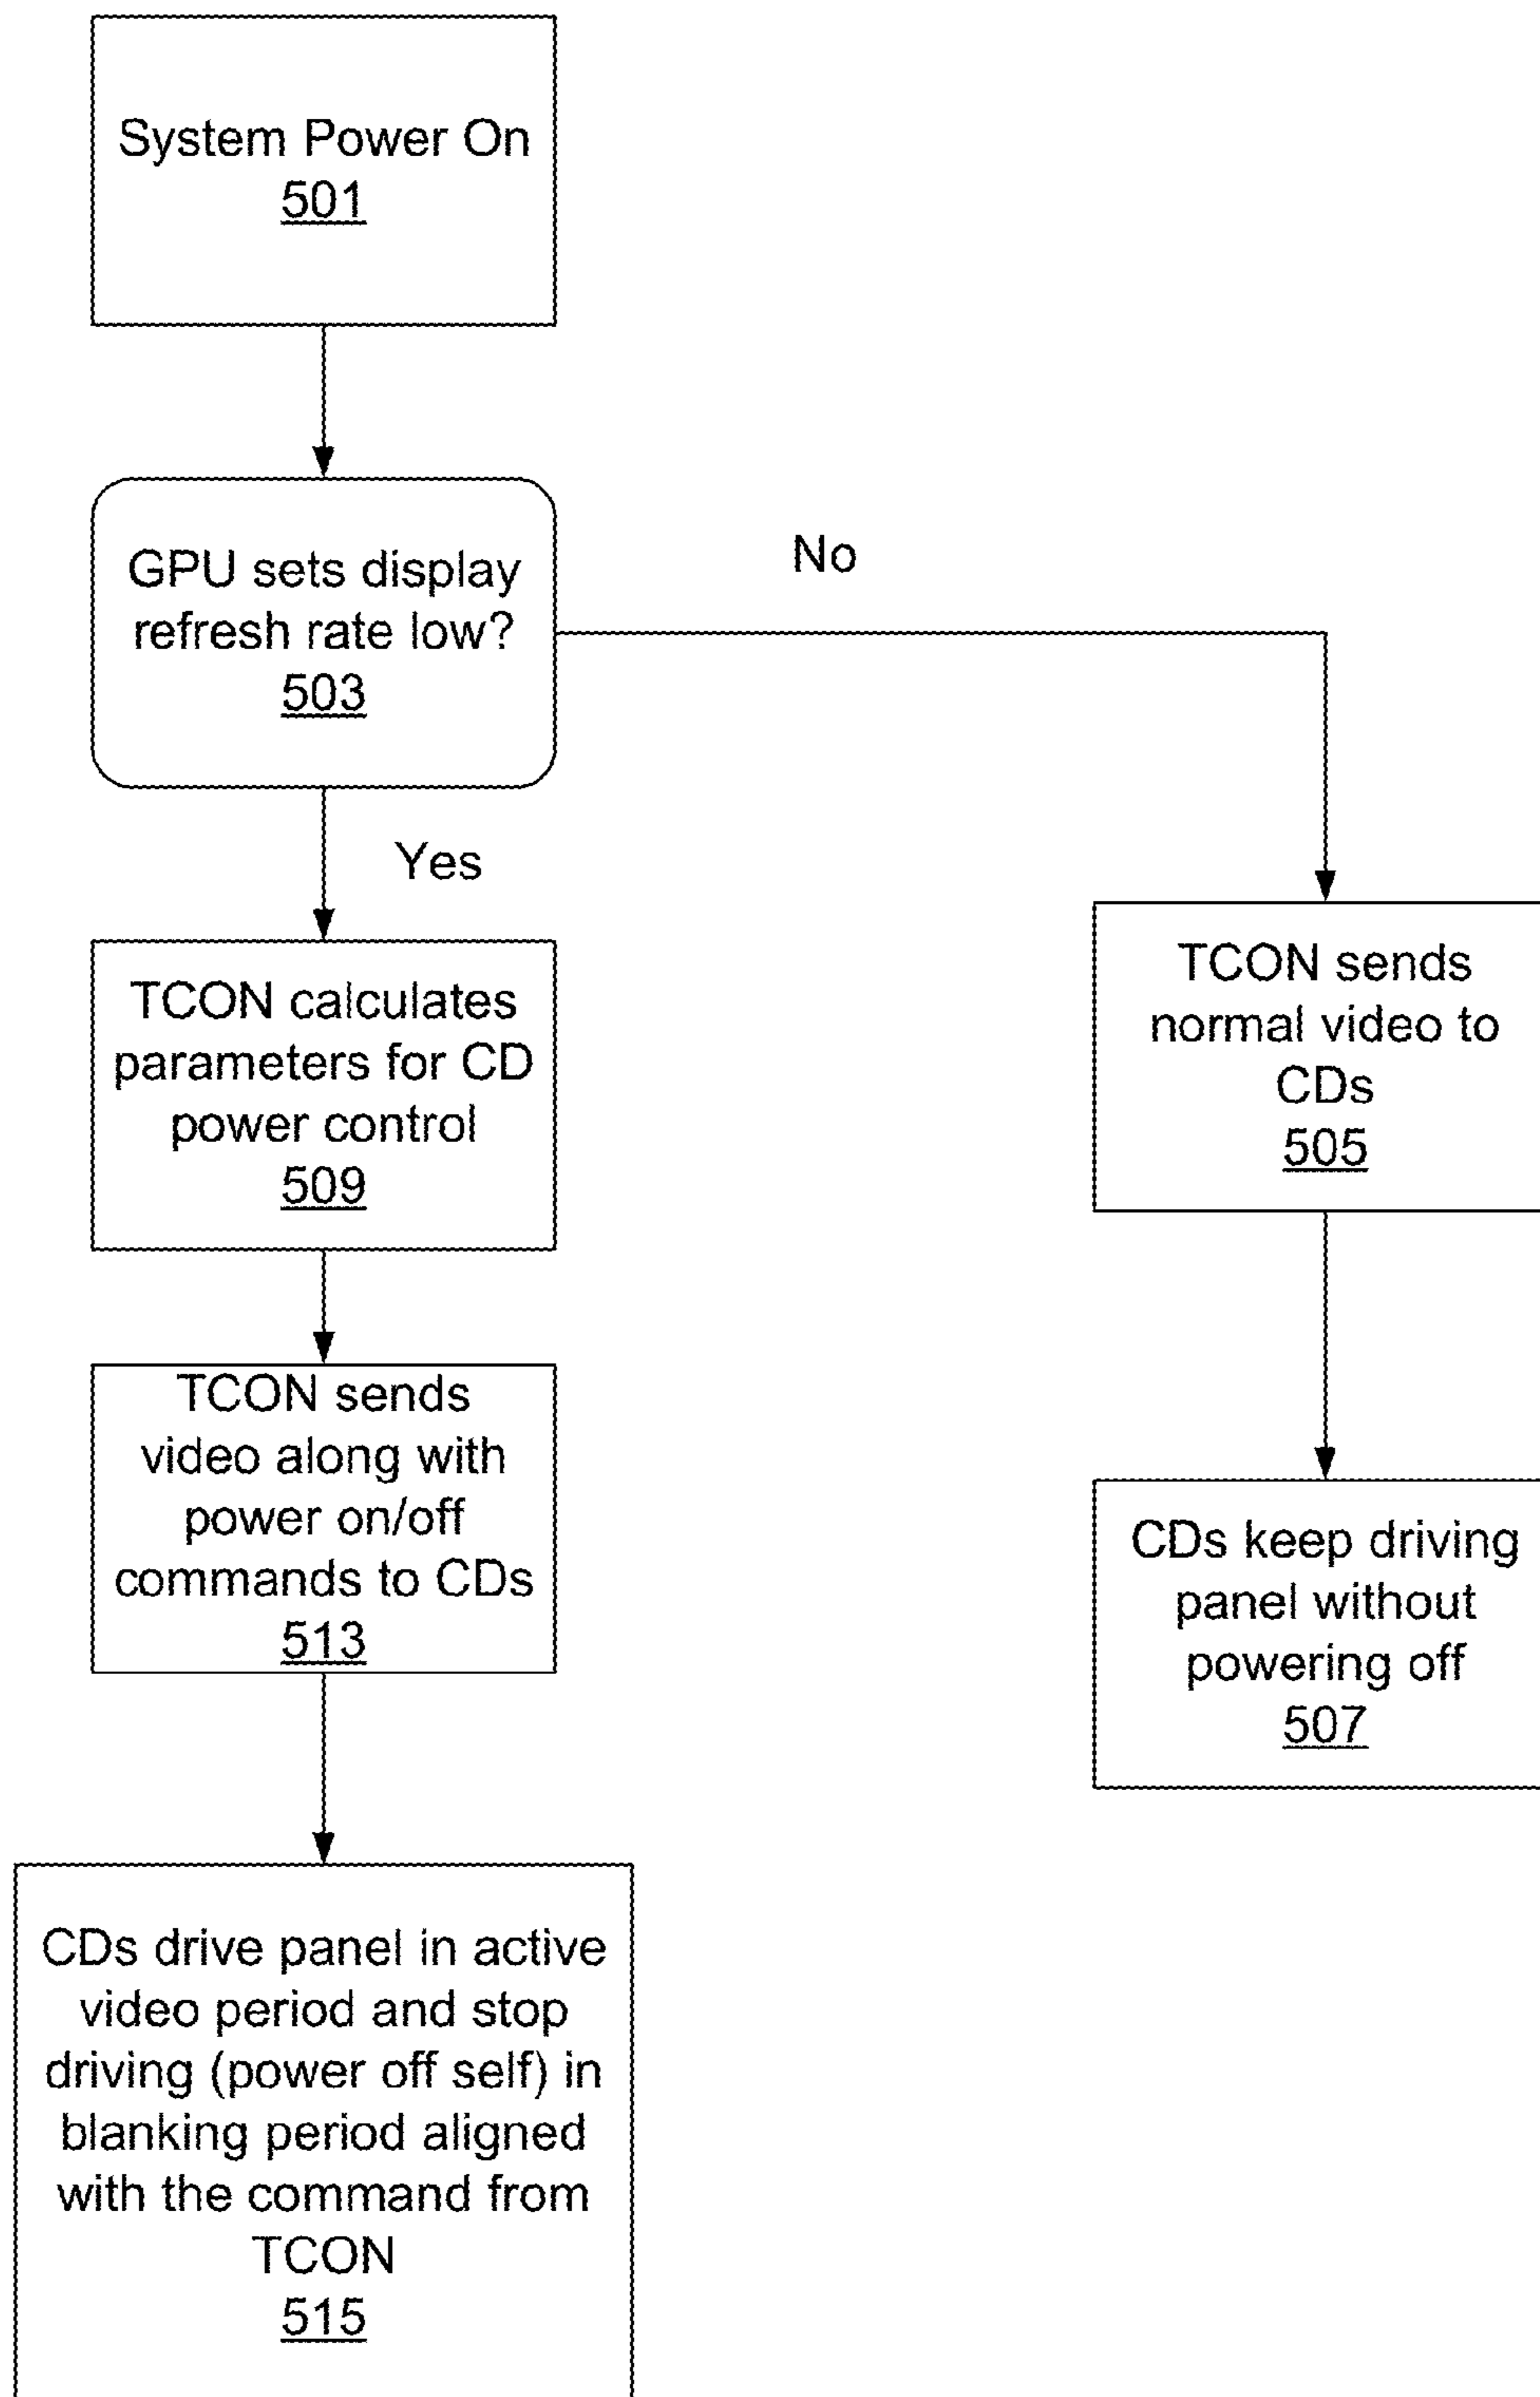 System Power On
501
GPU sets display
refresh rate low?
503
No
Yes
TCON calculates
parameters for CD
power control
509
TCON sends
normal video to
CDs
505
TCON sends
video along with
power on/off
commands to CDs
513
CDs keep driving
panel without
powering off
507
CDs drive panel in active
video period and stop
driving (power off self) in
blanking period aligned
with the command from
TCON
515